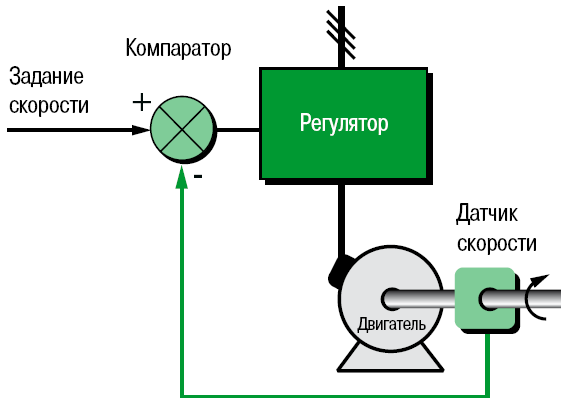 Компаратор
Задание
скорости
+
-
Регулятор
Датчик
скорости
Двигатель